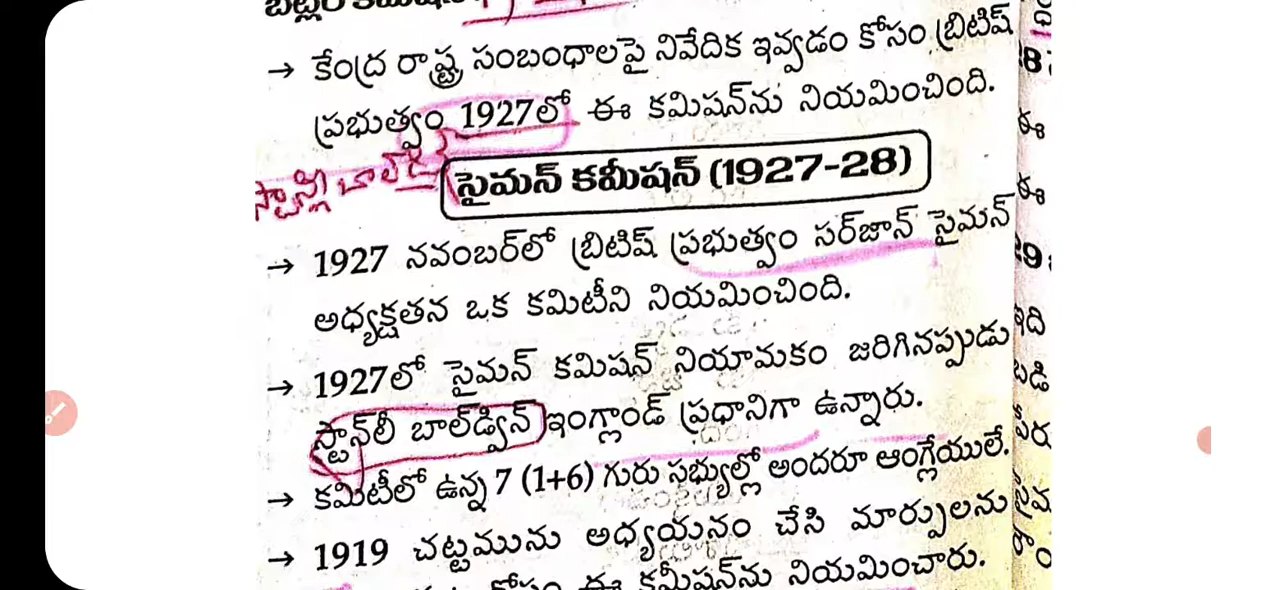 → కేంద్ర రాష్ట్ర సంబంధాలపై నివేదిక ఇవ్వడం కోసం బ్రిటిష్
ప్రభుత్వం 1927లో ఈ కమిషన్‌ను నియమించింది.
స్టాన్లీ బాల్డ్
సైమన్ కమీషన్ (1927-28)
→ 1927 నవంబర్‌లో బ్రిటిష్ ప్రభుత్వం సర్‌జాన్ సైమన్
అధ్యక్షతన ఒక కమిటీని నియమించింది.
→ 1927లో సైమన్ కమిషన్ నియామకం జరిగినప్పుడు
స్టాన్‌లీ బాల్‌డ్విన్ ఇంగ్లాండ్ ప్రధానిగా ఉన్నారు.
→ కమిటీలో ఉన్న 7 (1+6) గురు సభ్యుల్లో అందరూ ఆంగ్లేయులే.
→ 1919 చట్టమును అధ్యయనం చేసి మార్పులను
కోసం ఈ కమీషన్‌ను నియమించారు.